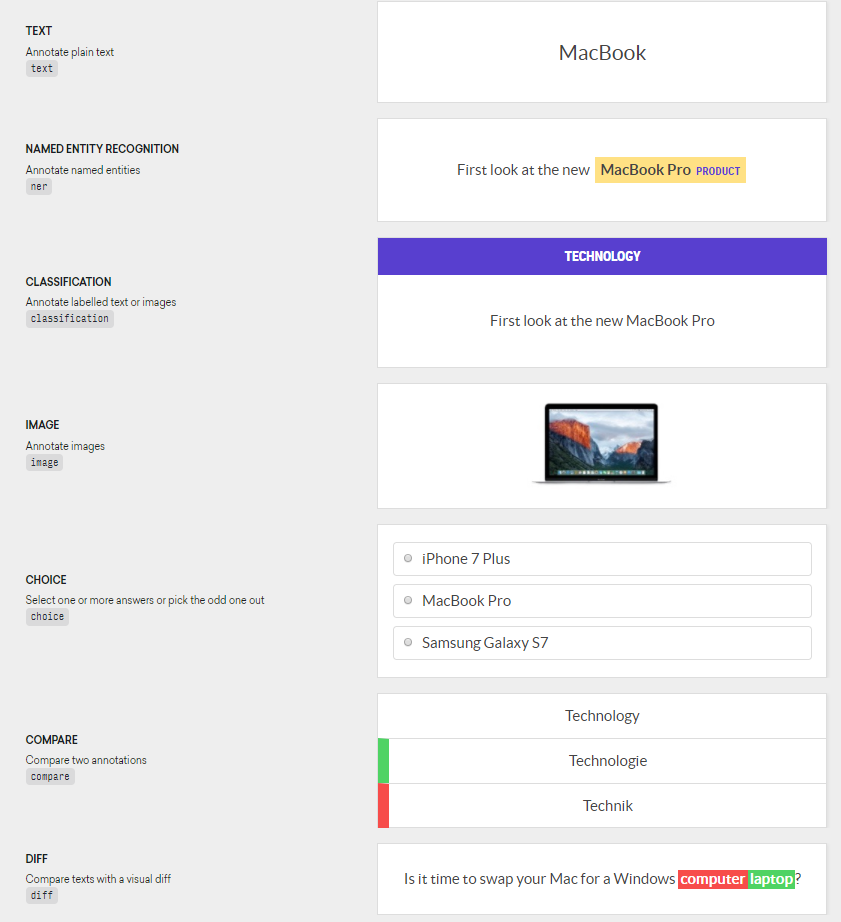 TEXT
Annotate plain text
text
MacBook
NAMED ENTITY RECOGNITION
Annotate named entities
ner
First look at the new MacBook Pro PRODUCT
CLASSIFICATION
Annotate labelled text or images
classification
TECHNOLOGY
First look at the new MacBook Pro
IMAGE
Annotate images
image
CHOICE
Select one or more answers or pick the odd one out
choice
iPhone 7 Plus
MacBook Pro
Samsung Galaxy S7
COMPARE
Compare two annotations
compare
Technology
Technologie
Technik
DIFF
Compare texts with a visual diff
diff
Is it time to swap your Mac for a Windows computer laptop?